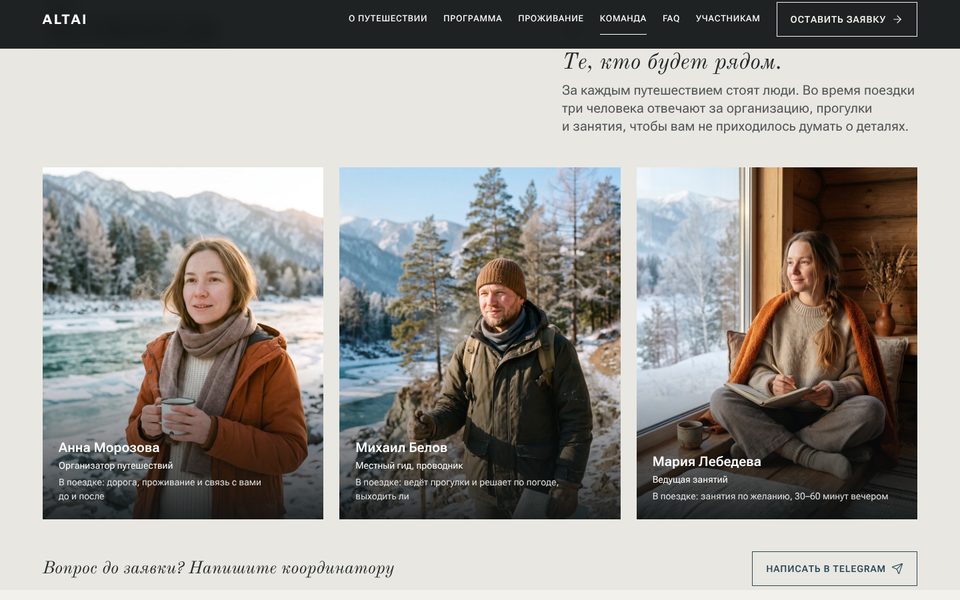 ALTAI
О ПУТЕШЕСТВИИ
ПРОГРАММА
ПРОЖИВАНИЕ
КОМАНДА
FAQ
УЧАСТНИКАМ
ОСТАВИТЬ ЗАЯВКУ
Те, кто будет рядом.
За каждым путешествием стоят люди. Во время поездки
три человека отвечают за организацию, прогулки
и занятия, чтобы вам не приходилось думать о деталях.
Анна Морозова
Организатор путешествий
В поездке: дорога, проживание и связь с вами
до и после
Михаил Белов
Местный гид, проводник
В поездке: ведёт прогулки и решает по погоде,
выходить ли
Мария Лебедева
Ведущая занятий
В поездке: занятия по желанию, 30–60 минут вечером
Вопрос до заявки? Напишите координатору
НАПИСАТЬ В TELEGRAM